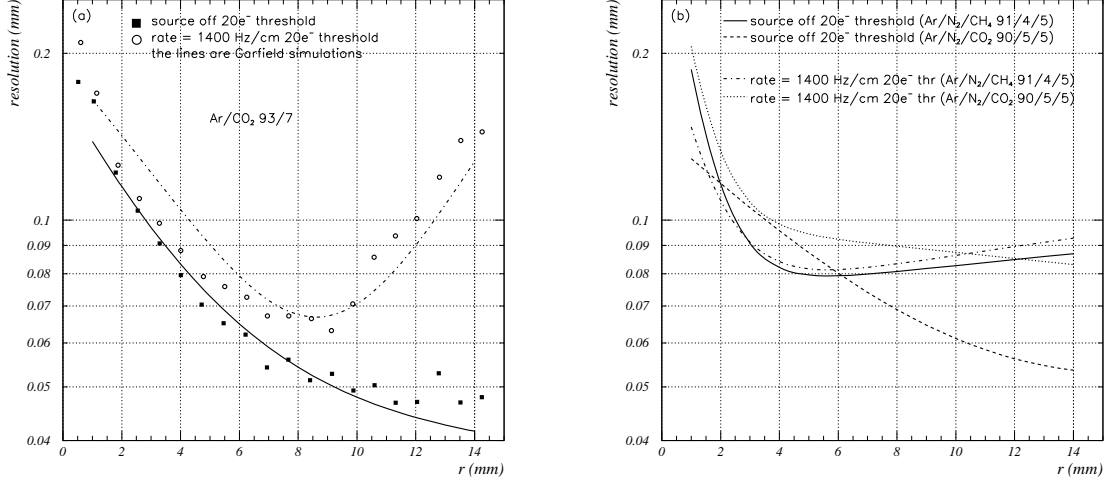 (a)
■ source off 20e⁻ threshold
○ rate = 1400 Hz/cm 20e⁻ threshold
the lines are Garfield simulations
Ar/CO₂ 93/7
resolution (mm)
0.2
0.1
0.09
0.08
0.07
0.06
0.05
0.04
0 2 4 6 8 10 12 14
r (mm)
(b)
source off 20e⁻ threshold (Ar/N₂/CH₄ 91/4/5)
source off 20e⁻ threshold (Ar/N₂/CO₂ 90/5/5)
rate = 1400 Hz/cm 20e⁻ thr (Ar/N₂/CH₄ 91/4/5)
rate = 1400 Hz/cm 20e⁻ thr (Ar/N₂/CO₂ 90/5/5)
resolution (mm)
0.2
0.1
0.09
0.08
0.07
0.06
0.05
0.04
0 2 4 6 8 10 12 14
r (mm)